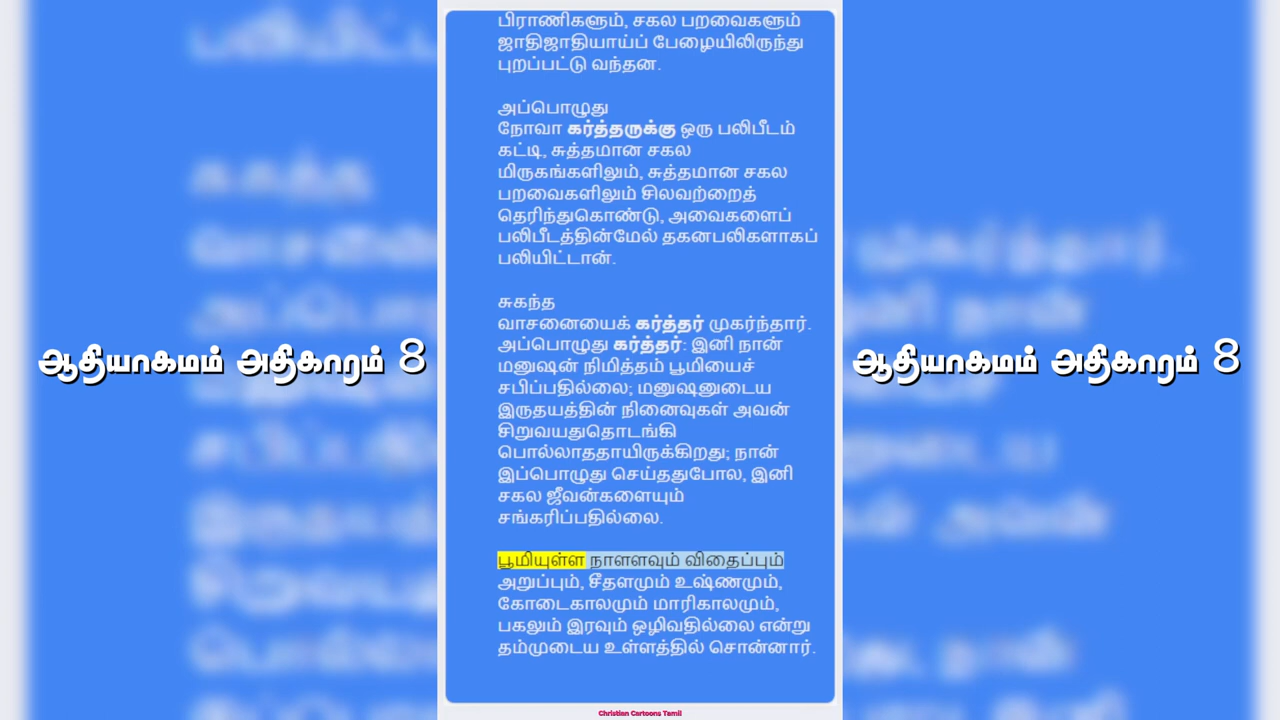 பிராணிகளும், சகல பறவைகளும்
ஜாதிஜாதியாய்ப் பேழையிலிருந்து
புறப்பட்டு வந்தன.
அப்பொழுது
நோவா கர்த்தருக்கு ஒரு பலிபீடம்
கட்டி, சுத்தமான சகல
மிருகங்களிலும், சுத்தமான சகல
பறவைகளிலும் சிலவற்றைத்
தெரிந்துகொண்டு, அவைகளைப்
பலிபீடத்தின்மேல் தகனபலிகளாகப்
பலியிட்டான்.
சுகந்த
வாசனையைக் கர்த்தர் முகர்ந்தார்.
அப்பொழுது கர்த்தர்: இனி நான்
மனுஷன் நிமித்தம் பூமியைச்
சபிப்பதில்லை; மனுஷனுடைய
இருதயத்தின் நினைவுகள் அவன்
சிறுவயதுதொடங்கி
பொல்லாததாயிருக்கிறது; நான்
இப்பொழுது செய்ததுபோல, இனி
சகல ஜீவன்களையும்
சங்கரிப்பதில்லை.
பூமியுள்ள நாளளவும் விதைப்பும்
அறுப்பும், சீதளமும் உஷ்ணமும்,
கோடைகாலமும் மாரிகாலமும்,
பகலும் இரவும் ஒழிவதில்லை என்று
தம்முடைய உள்ளத்தில் சொன்னார்.
ஆதியாகமம் அதிகாரம் 8
ஆதியாகமம் அதிகாரம் 8
Christian Cartoons Tamil